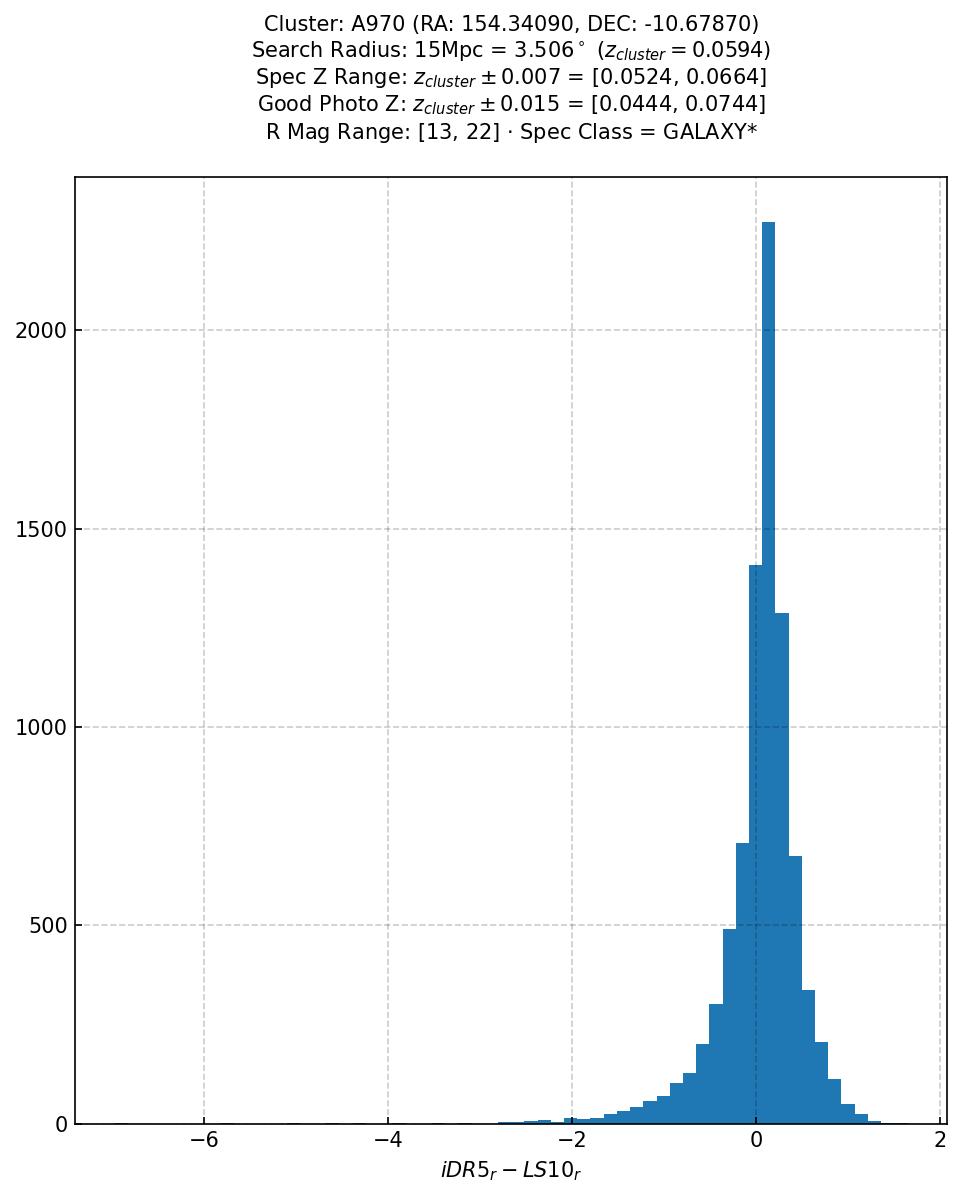 Cluster: A970 (RA: 154.34090, DEC: -10.67870)
Search Radius: 15Mpc = 3.506° (z_cluster = 0.0594)
Spec Z Range: z_cluster ± 0.007 = [0.0524, 0.0664]
Good Photo Z: z_cluster ± 0.015 = [0.0444, 0.0744]
R Mag Range: [13, 22] · Spec Class = GALAXY*
2000
1500
1000
500
0
−6 −4 −2 0 2
iDR5_r − LS10_r